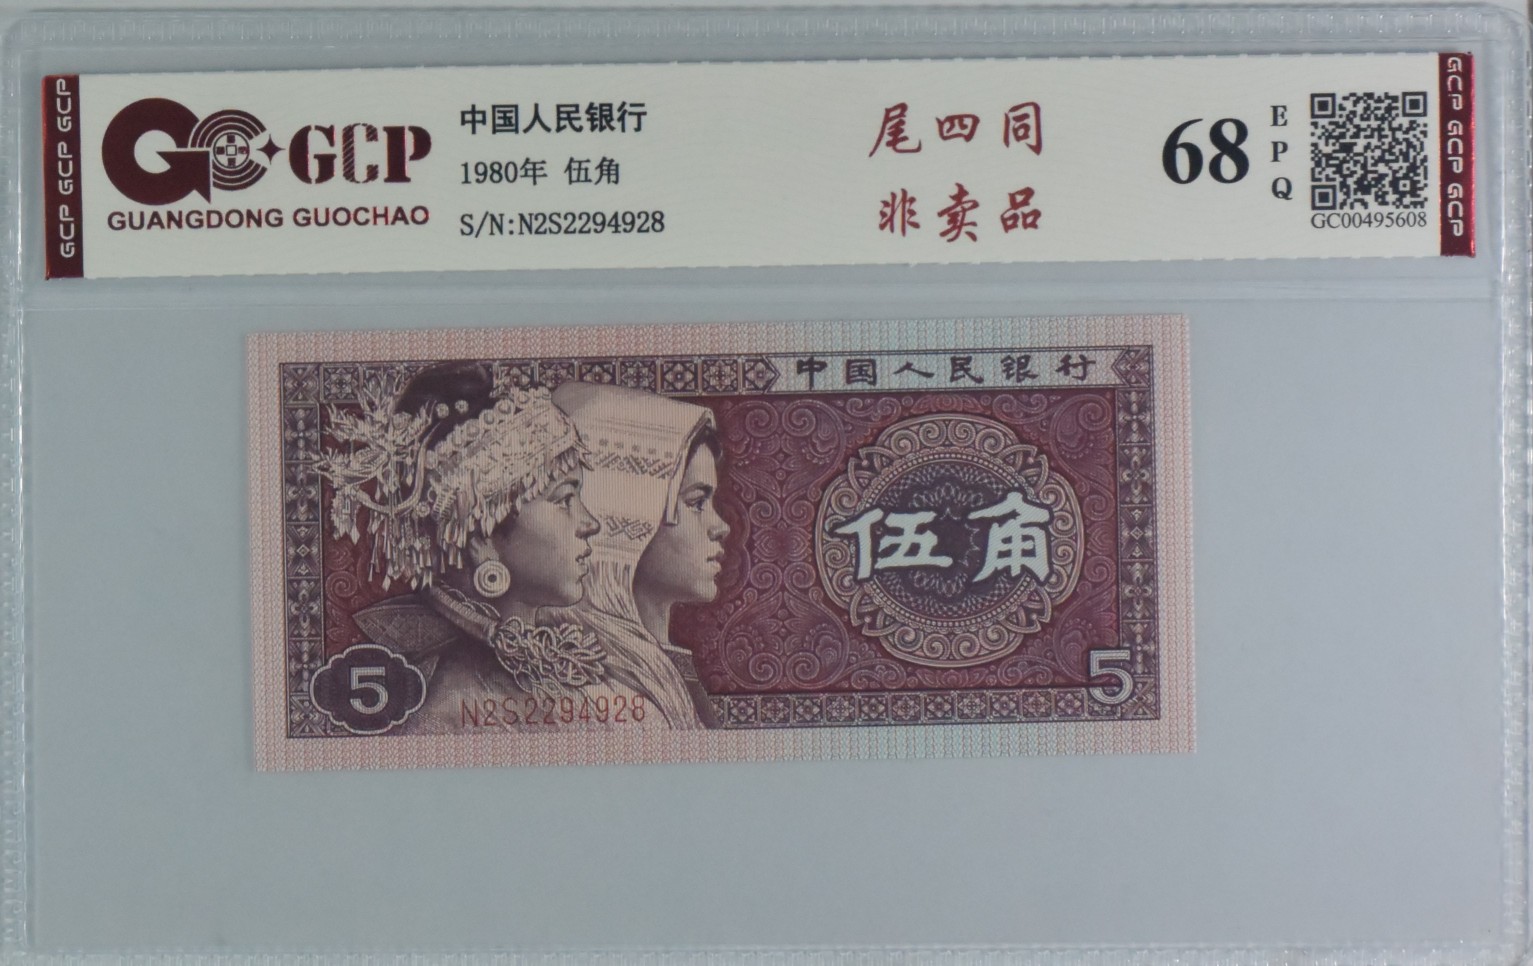 GCP GCP GCP
GCP
GUANGDONG GUOCHAO
中国人民银行
1980年 伍角
S/N:N2S2294928
尾四同
非卖品
68
EPQ
GC00495608
GCP GCP GCP
中国人民银行
伍角
5
5
N2S2294928